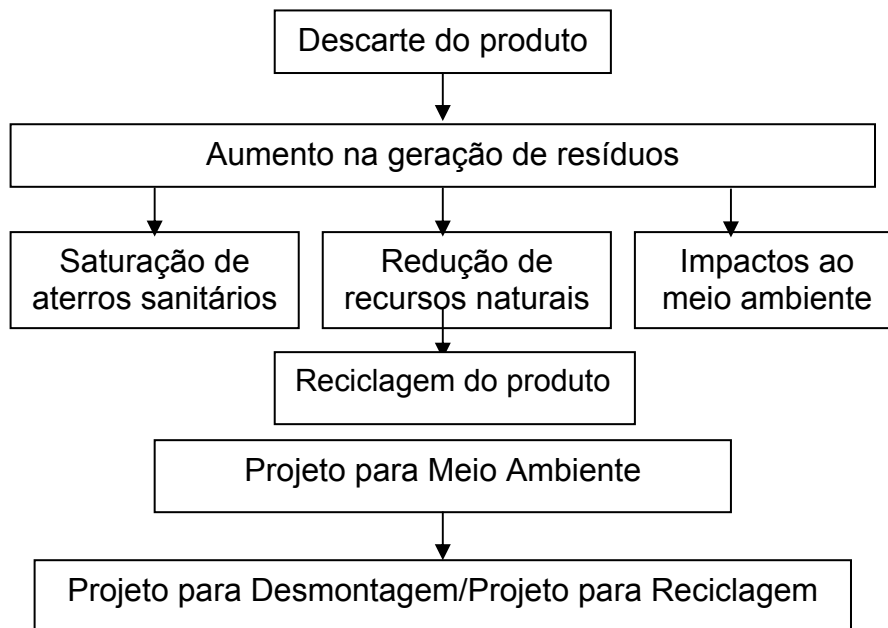 Descarte do produto
Aumento na geração de resíduos
Saturação de
aterros sanitários
Redução de
recursos naturais
Impactos ao
meio ambiente
Reciclagem do produto
Projeto para Meio Ambiente
Projeto para Desmontagem/Projeto para Reciclagem